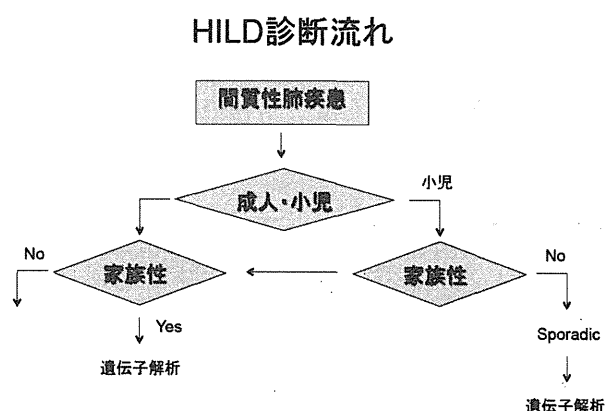 HILD診断流れ
間質性肺疾患
成人・小児
小児
No
家族性
家族性
No
Yes
Sporadic
遺伝子解析
遺伝子解析